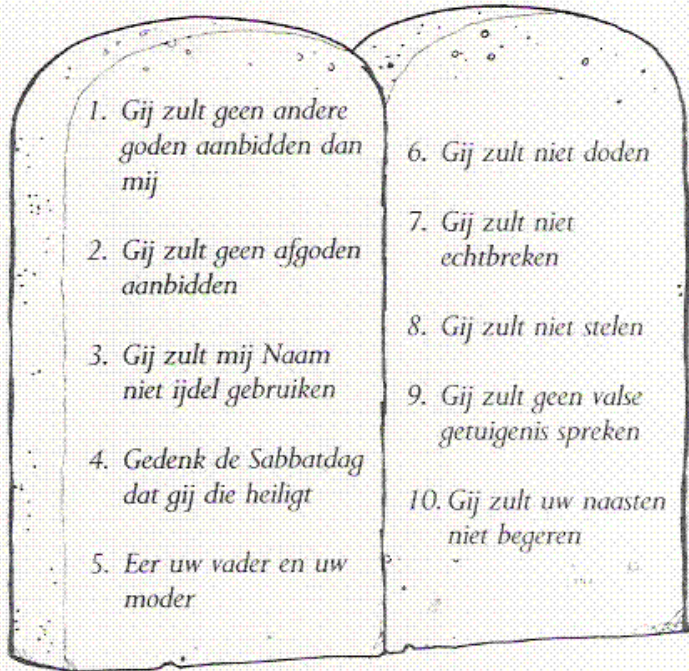 1. Gij zult geen andere
goden aanbidden dan
mij
2. Gij zult geen afgoden
aanbidden
3. Gij zult mij Naam
niet ijdel gebruiken
4. Gedenk de Sabbatdag
dat gij die heiligt
5. Eer uw vader en uw
moder
6. Gij zult niet doden
7. Gij zult niet
echtbreken
8. Gij zult niet stelen
9. Gij zult geen valse
getuigenis spreken
10. Gij zult uw naasten
niet begeren